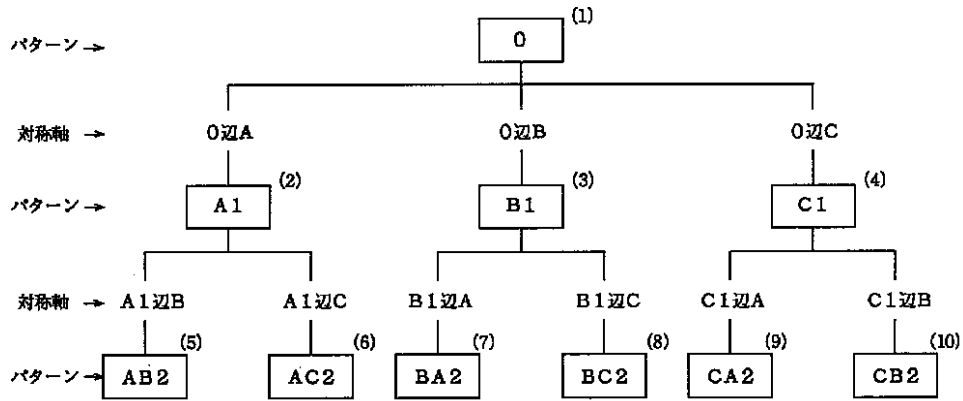 (1)
パターン → 0
対称軸 → 0辺A 0辺B 0辺C
(2) (3) (4)
パターン → A1 B1 C1
対称軸 → A1辺B A1辺C B1辺A B1辺C C1辺A C1辺B
(5) (6) (7) (8) (9) (10)
パターン → AB2 AC2 BA2 BC2 CA2 CB2